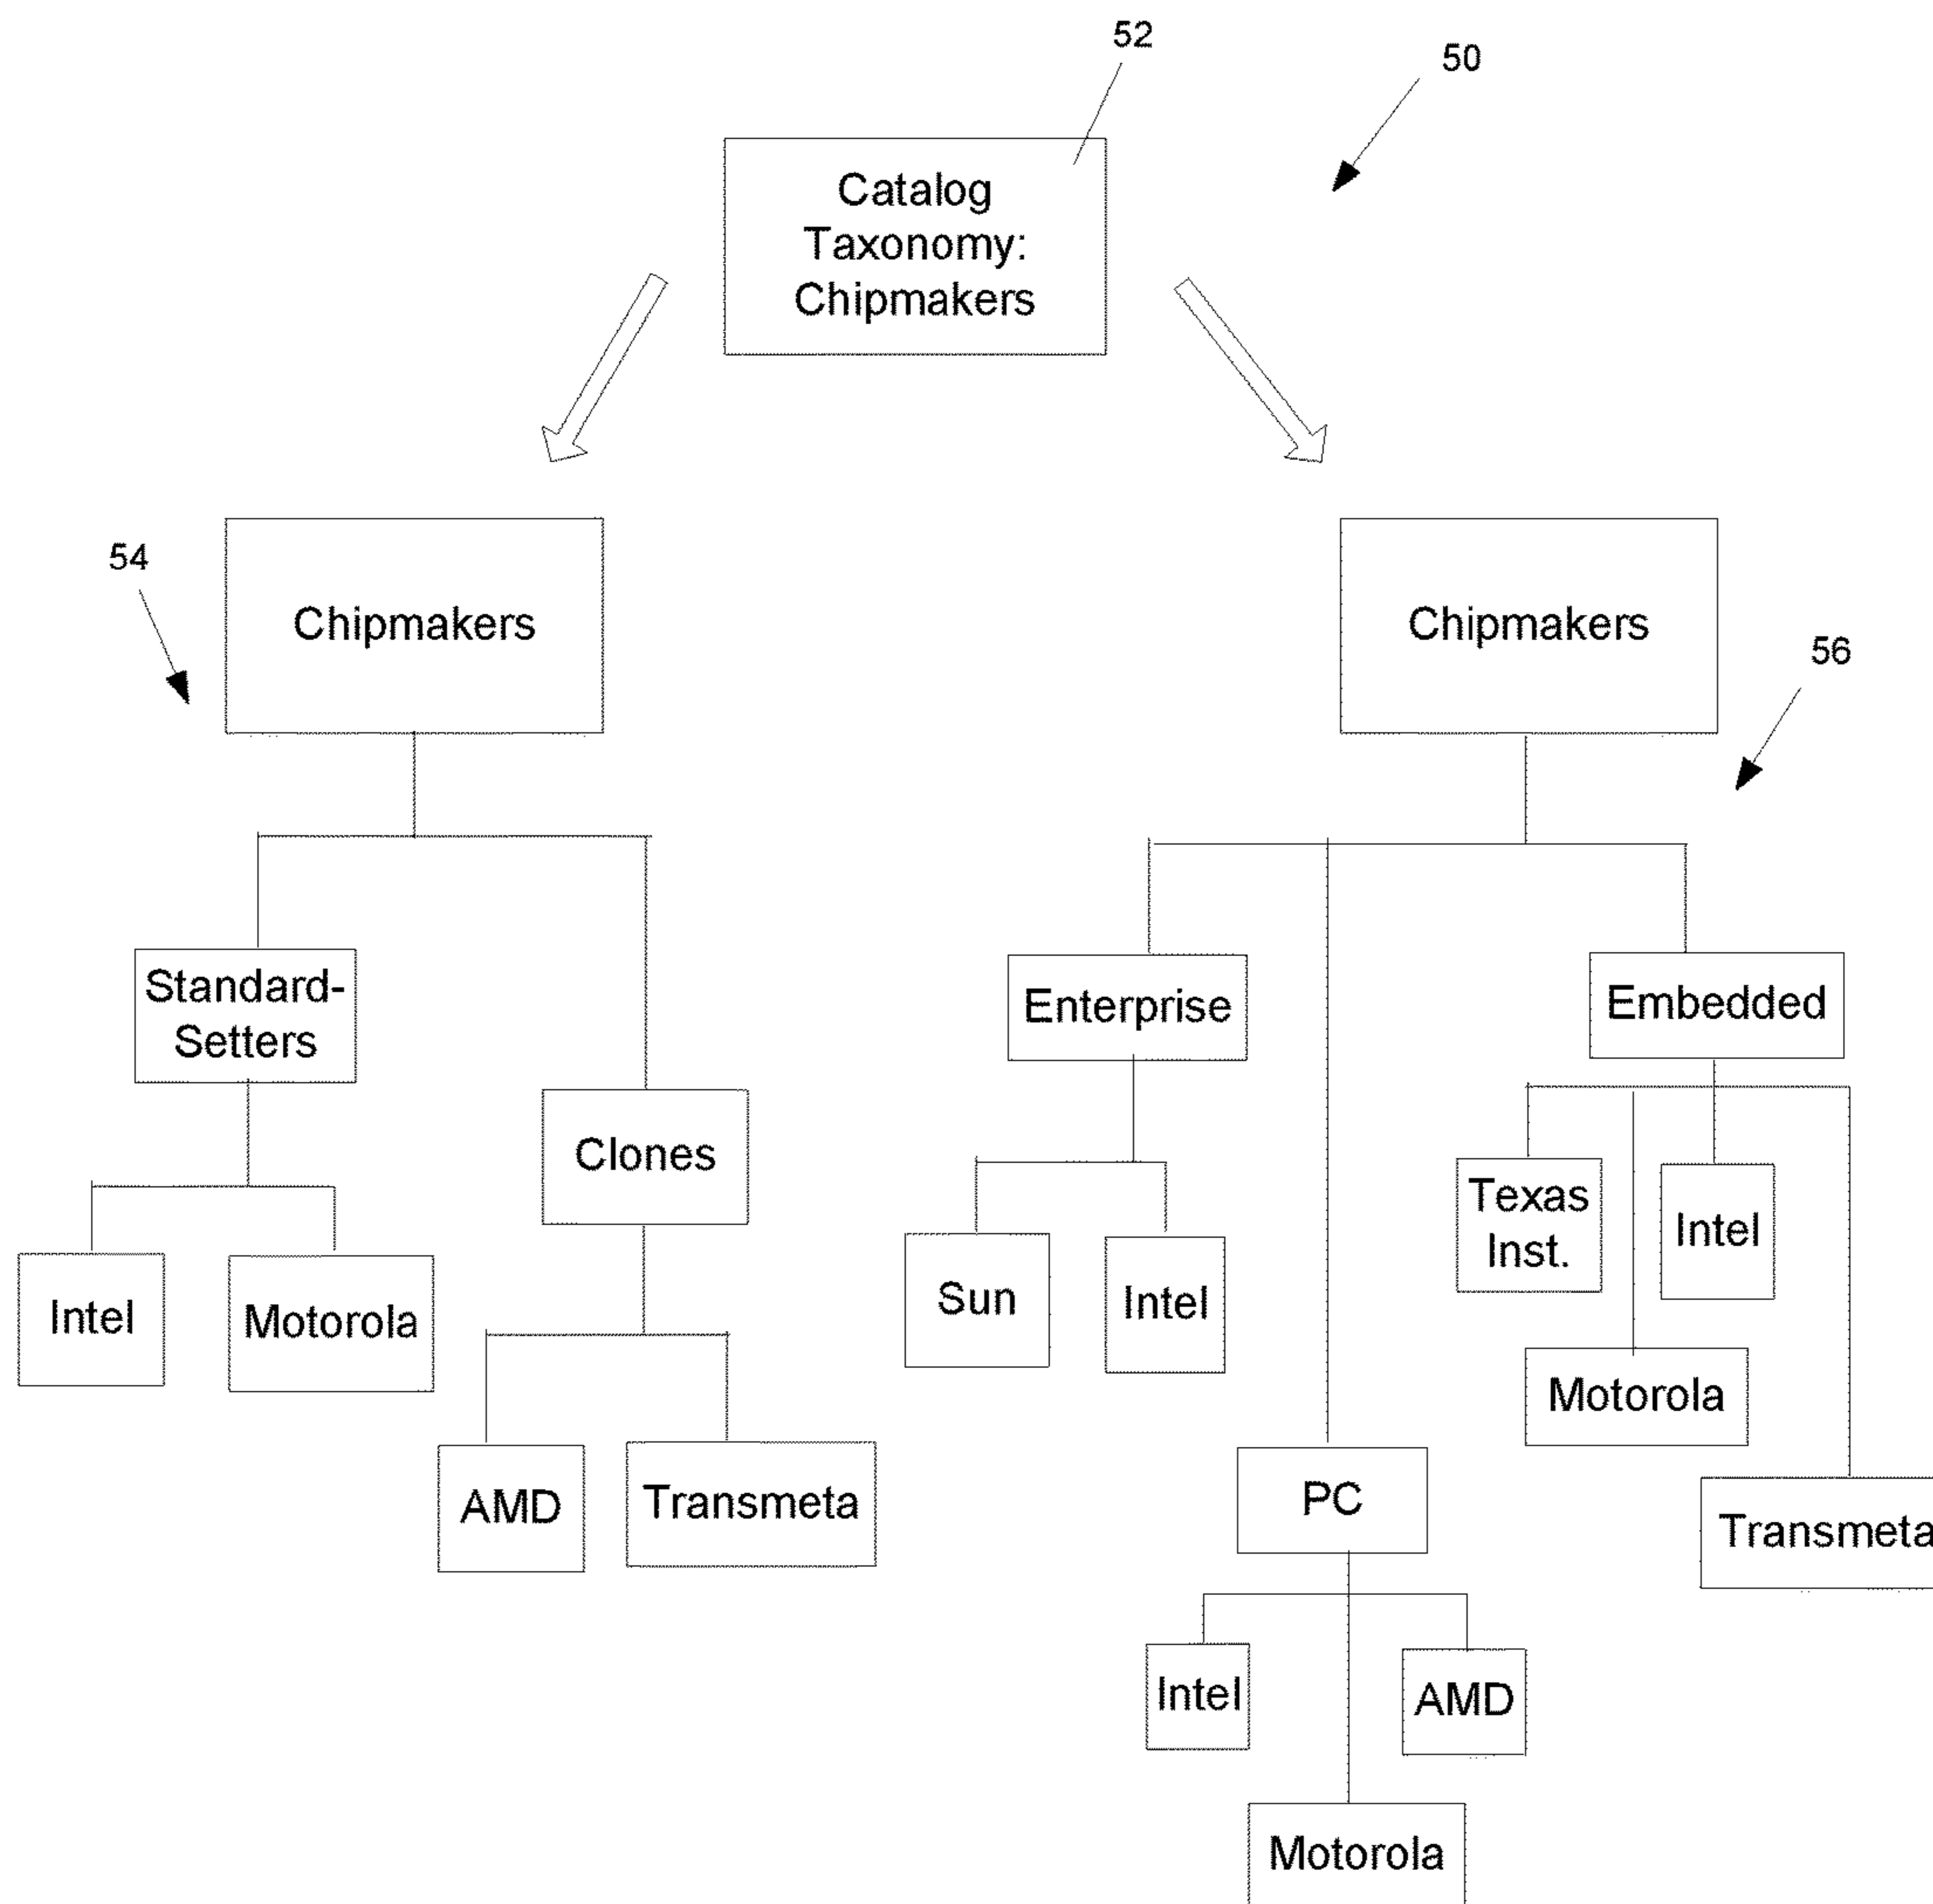 52
50
Catalog
Taxonomy:
Chipmakers
54
Chipmakers
Chipmakers
56
Standard-
Setters
Clones
Intel
Motorola
AMD
Transmeta
Enterprise
Embedded
Sun
Intel
Texas
Inst.
Intel
Motorola
Transmeta
PC
Intel
AMD
Motorola